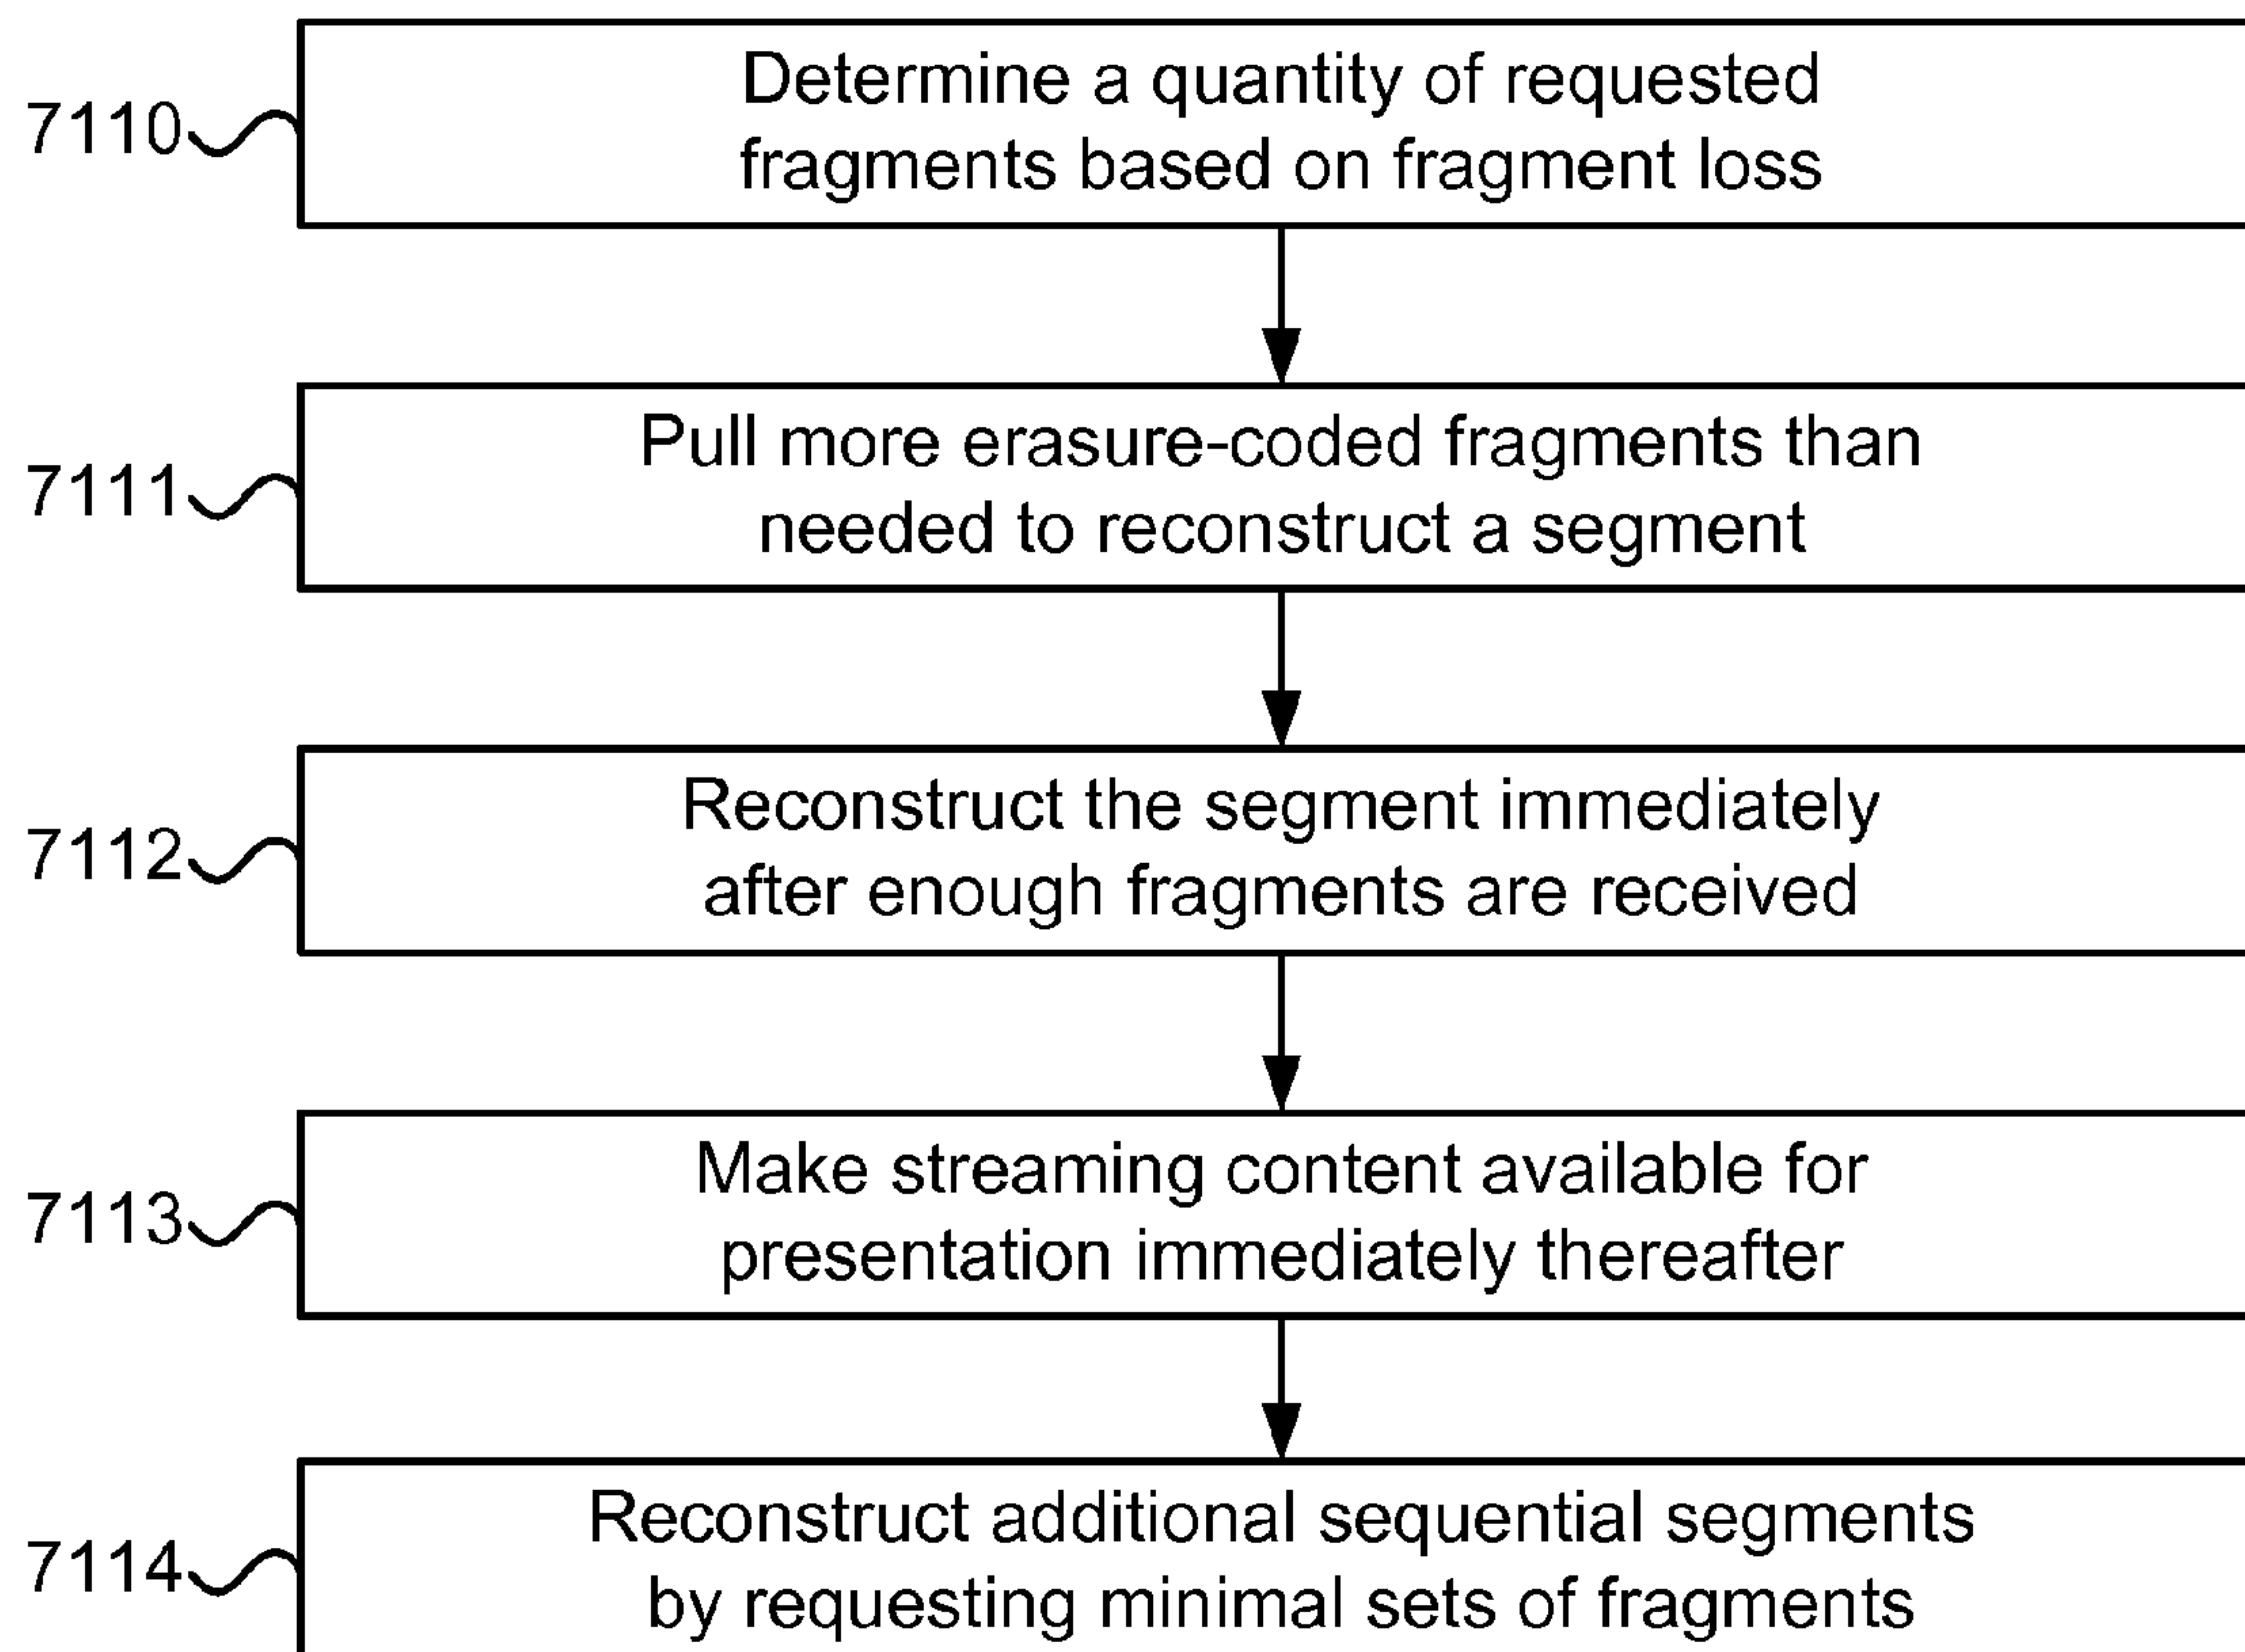 Determine a quantity of requested
7110
fragments based on fragment loss
Pull more erasure-coded fragments than
7111
needed to reconstruct a segment
Reconstruct the segment immediately
7112
after enough fragments are received
Make streaming content available for
7113
presentation immediately thereafter
Reconstruct additional sequential segments
7114
by requesting minimal sets of fragments